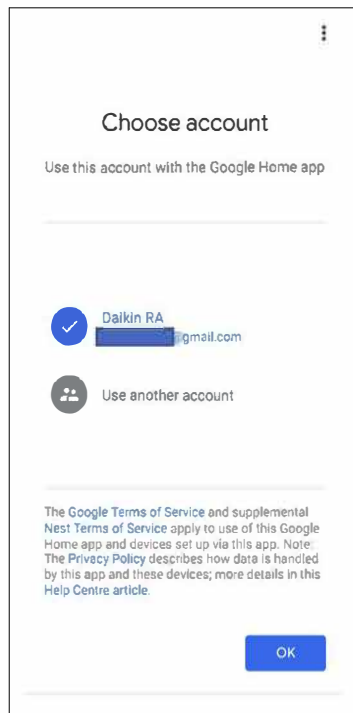 Choose account
Use this account with the Google Home app
Daikin RA
@gmail.com
Use another account
The Google Terms of Service and supplemental
Nest Terms of Service apply to use of this Google
Home app and devices set up via this app. Note:
The Privacy Policy describes how data is handled
by this app and these devices; more details in this
Help Centre article.
OK